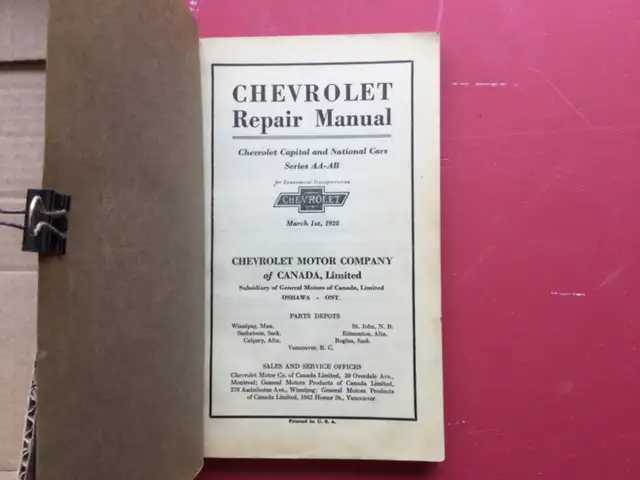 CHEVROLET
Repair Manual
Chevrolet Capital and National Cars
Series AA-AB
for Economical Transportation
CHEVROLET
March 1st, 1928
CHEVROLET MOTOR COMPANY
of CANADA, Limited
Subsidiary of General Motors of Canada, Limited
OSHAWA - ONT.
PARTS DEPOTS
Winnipeg, Man. St. John, N. B.
Saskatoon, Sask. Edmonton, Alta.
Calgary, Alta. Regina, Sask.
Vancouver, B. C.
SALES AND SERVICE OFFICES
Chevrolet Motor Co. of Canada Limited, 50 Overdale Ave.,
Montreal; General Motors Products of Canada Limited,
270 Assiniboine Ave., Winnipeg; General Motors Products
of Canada Limited, 1062 Homer St., Vancouver.
Printed in U. S. A.